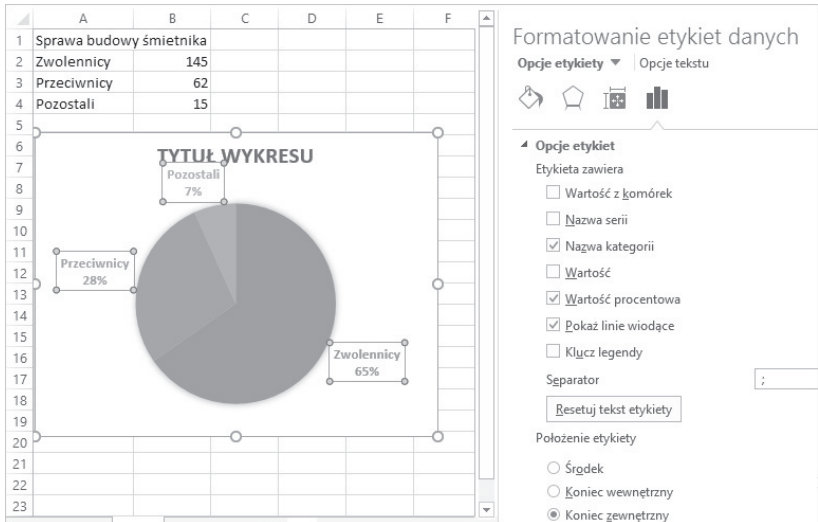 A B C D E F
1 Sprawa budowy śmietnika
2 Zwolennicy 145
3 Przeciwnicy 62
4 Pozostali 15
5
6
7
8
9
10
11
12
13
14
15
16
17
18
19
20
21
22
23
TYTUŁ WYKRESU
Pozostali
7%
Przeciwnicy
28%
Zwolennicy
65%
Formatowanie etykiet danych
Opcje etykiety Opcje tekstu
Opcje etykiet
Etykieta zawiera
Wartość z komórek
Nazwa serii
Nazwa kategorii
Wartość
Wartość procentowa
Pokaż linie wiodące
Klucz legendy
Separator ;
Resetuj tekst etykiety
Położenie etykiety
Środek
Koniec wewnętrzny
Koniec zewnętrzny